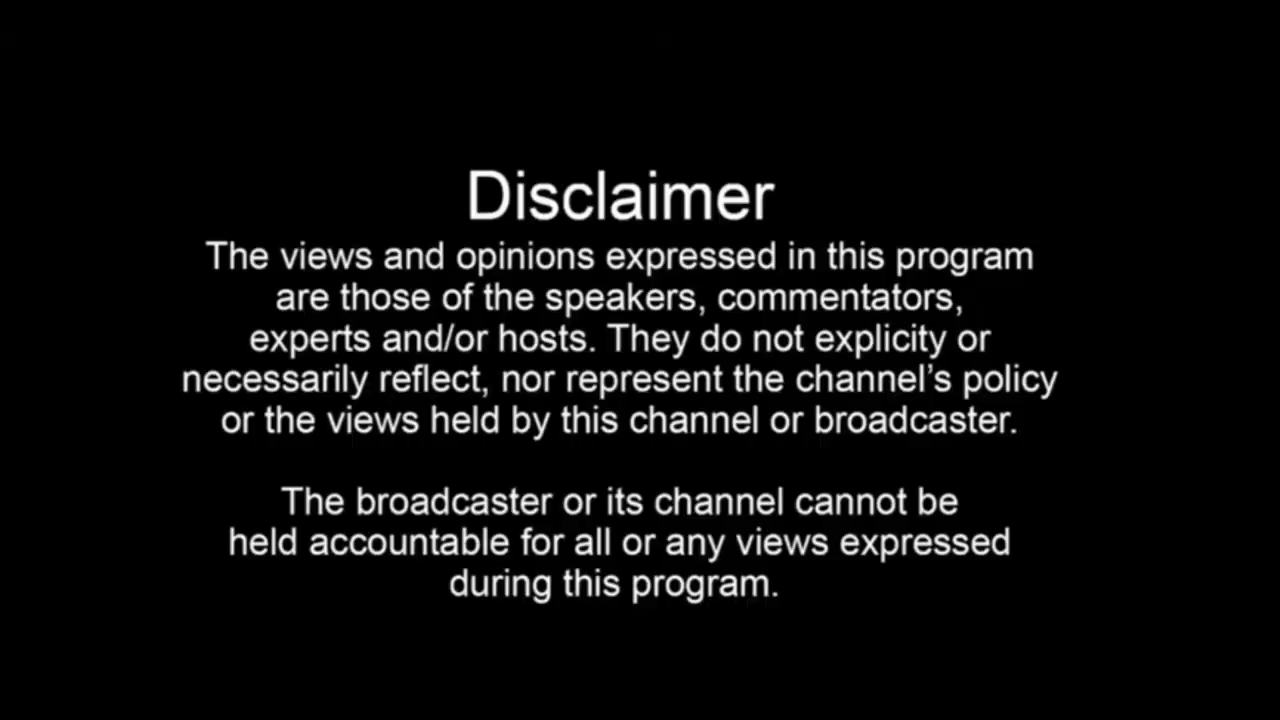 Disclaimer
The views and opinions expressed in this program
are those of the speakers, commentators,
experts and/or hosts. They do not explicity or
necessarily reflect, nor represent the channel’s policy
or the views held by this channel or broadcaster.
The broadcaster or its channel cannot be
held accountable for all or any views expressed
during this program.